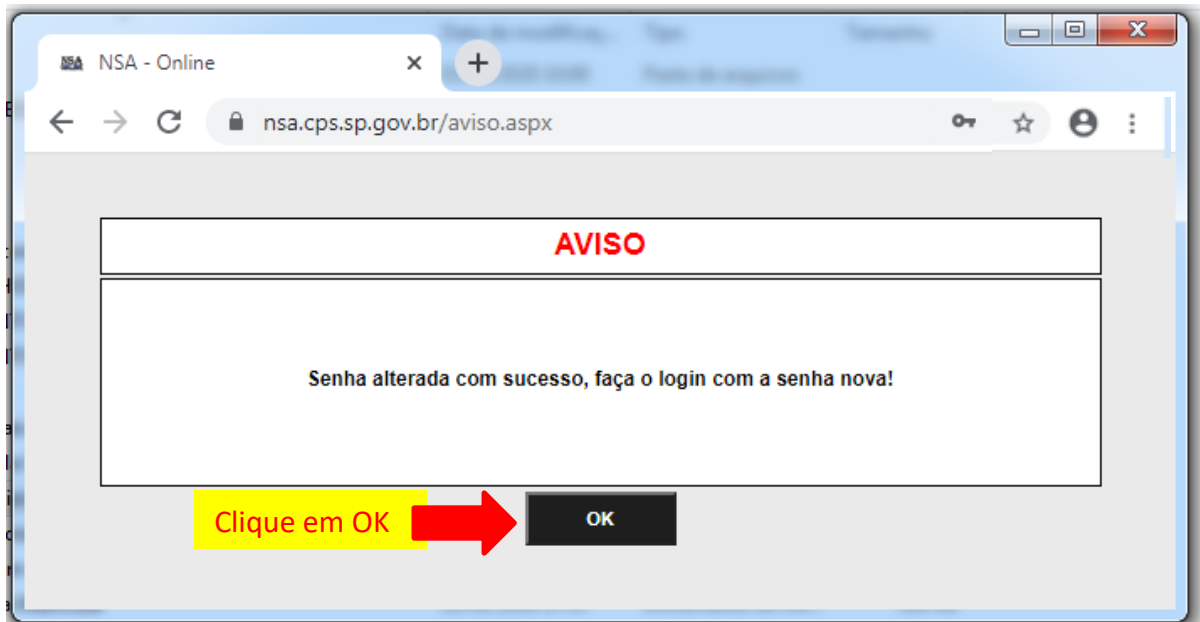 NSA - Online
nsa.cps.sp.gov.br/aviso.aspx
AVISO
Senha alterada com sucesso, faça o login com a senha nova!
Clique em OK
OK